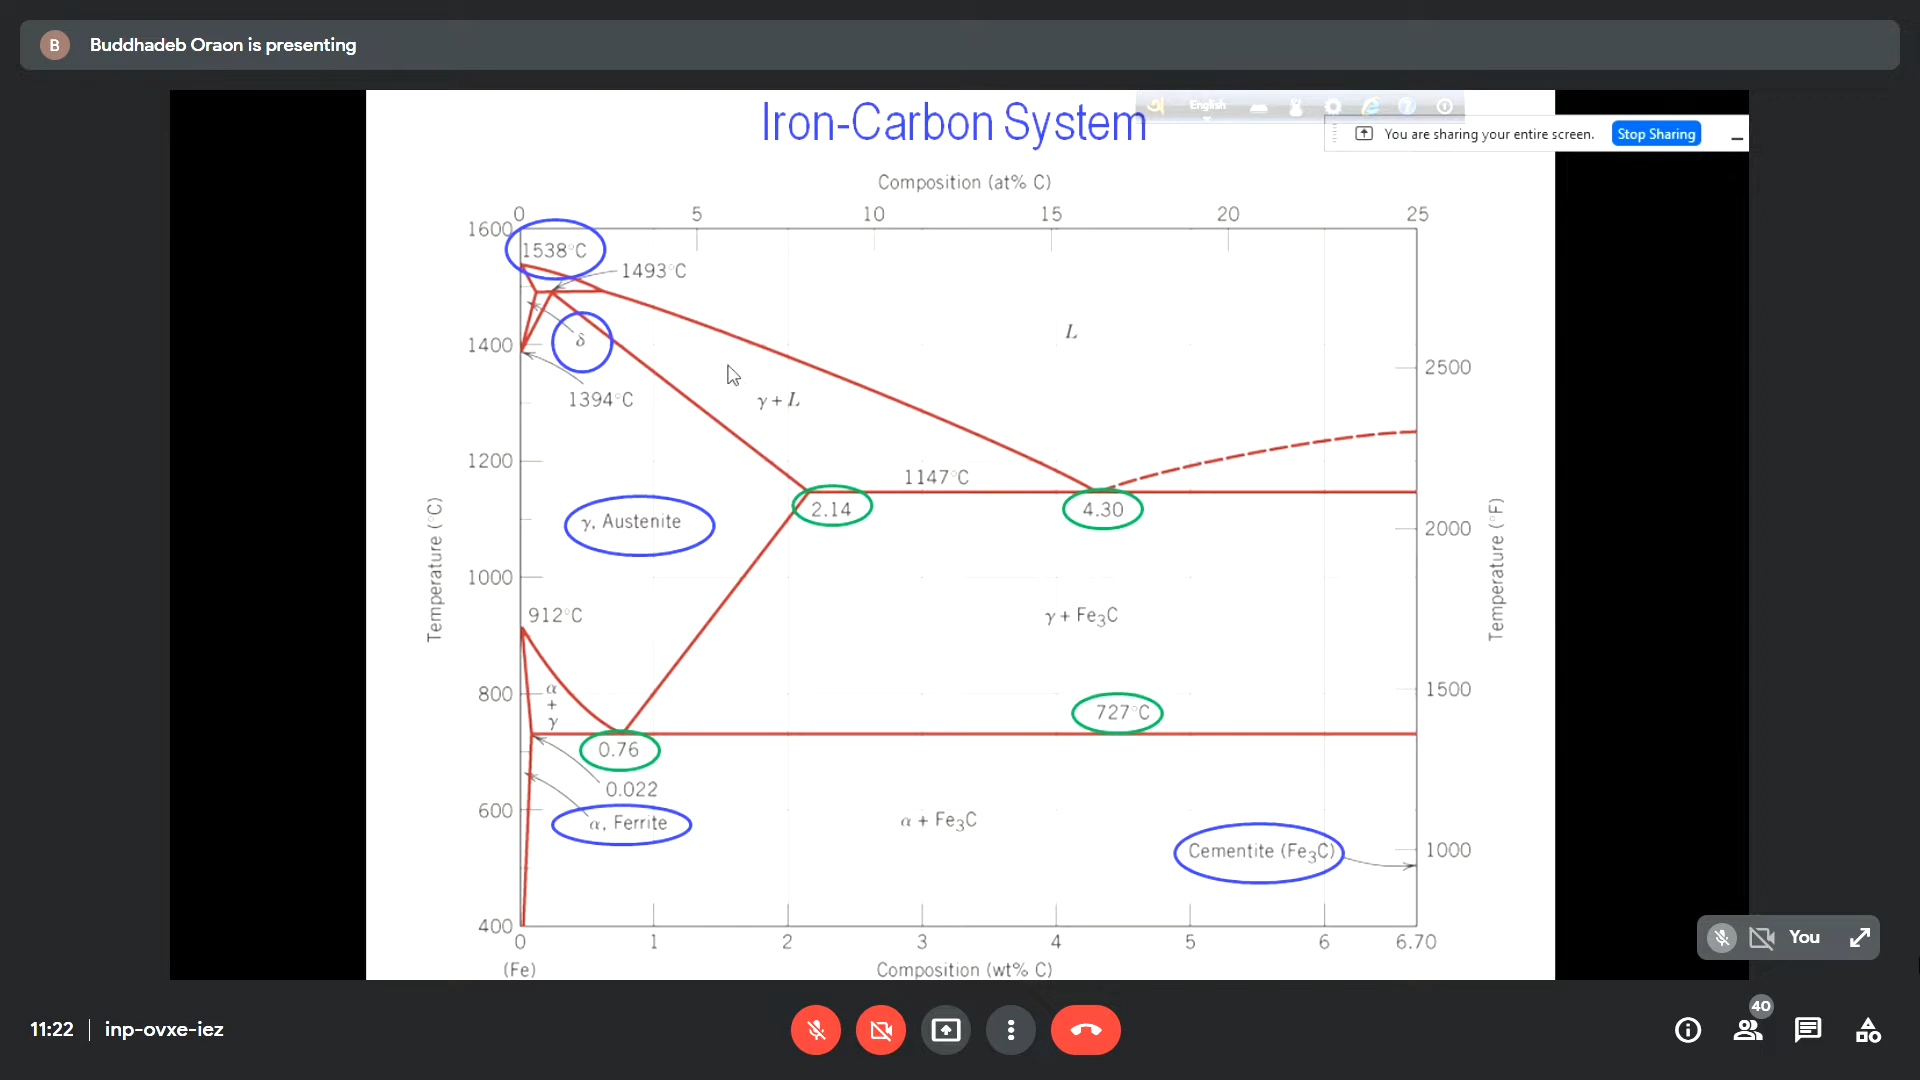 B
Buddhadeb Oraon is presenting
Iron-Carbon System
English
You are sharing your entire screen.
Stop Sharing
Composition (at% C)
0 5 10 15 20 25
1600
1538°C
1493°C
δ
L
1400
2500
1394°C
γ + L
1200
1147°C
2.14
4.30
γ, Austenite
2000
Temperature (°C)
Temperature (°F)
1000
912°C
γ + Fe₃C
800
α
+
γ
1500
727°C
0.76
0.022
600
α, Ferrite
α + Fe₃C
Cementite (Fe₃C)
1000
400
0 1 2 3 4 5 6 6.70
(Fe)
Composition (wt% C)
You
11:22
inp-ovxe-iez
40